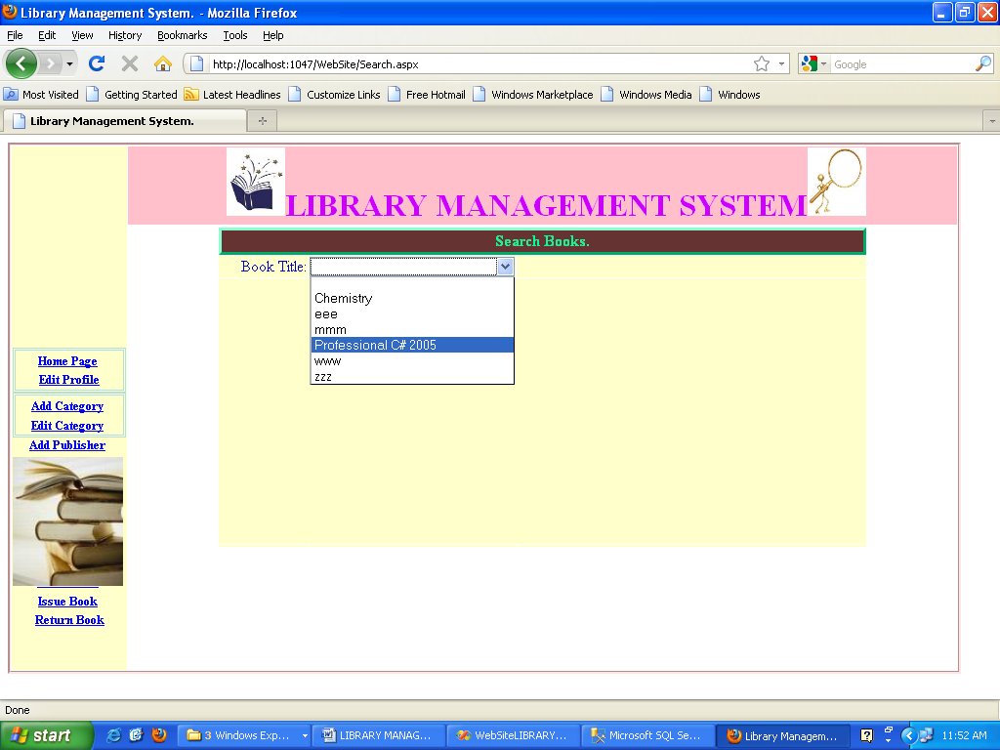 Library Management System. - Mozilla Firefox
File Edit View History Bookmarks Tools Help
http://localhost:1047/WebSite/Search.aspx
Google
Most Visited Getting Started Latest Headlines Customize Links Free Hotmail Windows Marketplace Windows Media Windows
Library Management System.
LIBRARY MANAGEMENT SYSTEM
Search Books.
Book Title:
Chemistry
eee
mmm
Professional C# 2005
www
zzz
Home Page
Edit Profile
Add Category
Edit Category
Add Publisher
Issue Book
Return Book
Done
start 3 Windows Exp... LIBRARY MANAG... WebSiteLIBRARY... Microsoft SQL Se... Library Managem... 11:52 AM